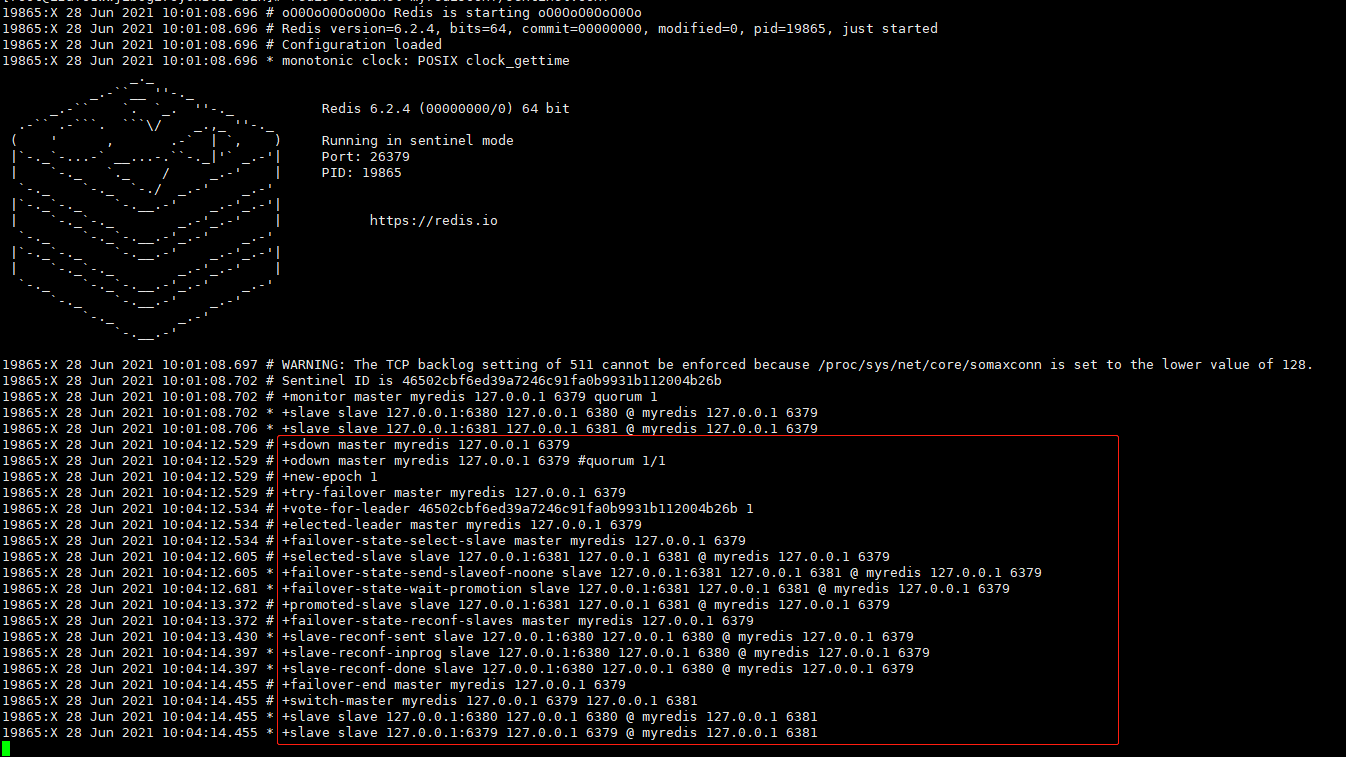 19865:X 28 Jun 2021 10:01:08.696 # oO0OoO0OoO0Oo Redis is starting oO0OoO0OoO0Oo
19865:X 28 Jun 2021 10:01:08.696 # Redis version=6.2.4, bits=64, commit=00000000, modified=0, pid=19865, just started
19865:X 28 Jun 2021 10:01:08.696 # Configuration loaded
19865:X 28 Jun 2021 10:01:08.696 * monotonic clock: POSIX clock_gettime
Redis 6.2.4 (00000000/0) 64 bit
Running in sentinel mode
Port: 26379
PID: 19865
https://redis.io
19865:X 28 Jun 2021 10:01:08.697 # WARNING: The TCP backlog setting of 511 cannot be enforced because /proc/sys/net/core/somaxconn is set to the lower value of 128.
19865:X 28 Jun 2021 10:01:08.702 # Sentinel ID is 46502cbf6ed39a7246c91fa0b9931b112004b26b
19865:X 28 Jun 2021 10:01:08.702 # +monitor master myredis 127.0.0.1 6379 quorum 1
19865:X 28 Jun 2021 10:01:08.702 * +slave slave 127.0.0.1:6380 127.0.0.1 6380 @ myredis 127.0.0.1 6379
19865:X 28 Jun 2021 10:01:08.706 * +slave slave 127.0.0.1:6381 127.0.0.1 6381 @ myredis 127.0.0.1 6379
19865:X 28 Jun 2021 10:04:12.529 # +sdown master myredis 127.0.0.1 6379
19865:X 28 Jun 2021 10:04:12.529 # +odown master myredis 127.0.0.1 6379 #quorum 1/1
19865:X 28 Jun 2021 10:04:12.529 # +new-epoch 1
19865:X 28 Jun 2021 10:04:12.529 # +try-failover master myredis 127.0.0.1 6379
19865:X 28 Jun 2021 10:04:12.534 # +vote-for-leader 46502cbf6ed39a7246c91fa0b9931b112004b26b 1
19865:X 28 Jun 2021 10:04:12.534 # +elected-leader master myredis 127.0.0.1 6379
19865:X 28 Jun 2021 10:04:12.534 # +failover-state-select-slave master myredis 127.0.0.1 6379
19865:X 28 Jun 2021 10:04:12.605 # +selected-slave slave 127.0.0.1:6381 127.0.0.1 6381 @ myredis 127.0.0.1 6379
19865:X 28 Jun 2021 10:04:12.605 * +failover-state-send-slaveof-noone slave 127.0.0.1:6381 127.0.0.1 6381 @ myredis 127.0.0.1 6379
19865:X 28 Jun 2021 10:04:12.681 * +failover-state-wait-promotion slave 127.0.0.1:6381 127.0.0.1 6381 @ myredis 127.0.0.1 6379
19865:X 28 Jun 2021 10:04:13.372 # +promoted-slave slave 127.0.0.1:6381 127.0.0.1 6381 @ myredis 127.0.0.1 6379
19865:X 28 Jun 2021 10:04:13.372 # +failover-state-reconf-slaves master myredis 127.0.0.1 6379
19865:X 28 Jun 2021 10:04:13.430 * +slave-reconf-sent slave 127.0.0.1:6380 127.0.0.1 6380 @ myredis 127.0.0.1 6379
19865:X 28 Jun 2021 10:04:14.397 * +slave-reconf-inprog slave 127.0.0.1:6380 127.0.0.1 6380 @ myredis 127.0.0.1 6379
19865:X 28 Jun 2021 10:04:14.397 * +slave-reconf-done slave 127.0.0.1:6380 127.0.0.1 6380 @ myredis 127.0.0.1 6379
19865:X 28 Jun 2021 10:04:14.455 # +failover-end master myredis 127.0.0.1 6379
19865:X 28 Jun 2021 10:04:14.455 # +switch-master myredis 127.0.0.1 6379 127.0.0.1 6381
19865:X 28 Jun 2021 10:04:14.455 * +slave slave 127.0.0.1:6380 127.0.0.1 6380 @ myredis 127.0.0.1 6381
19865:X 28 Jun 2021 10:04:14.455 * +slave slave 127.0.0.1:6379 127.0.0.1 6379 @ myredis 127.0.0.1 6381